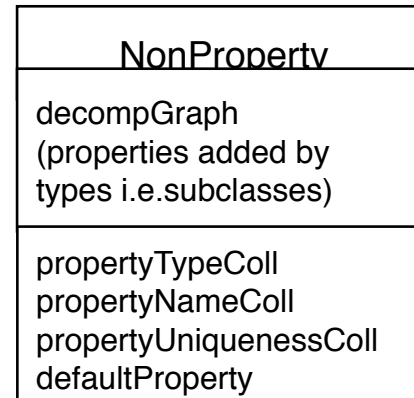 NonProperty
decompGraph
(properties added by
types i.e.subclasses)
propertyTypeColl
propertyNameColl
propertyUniquenessColl
defaultProperty